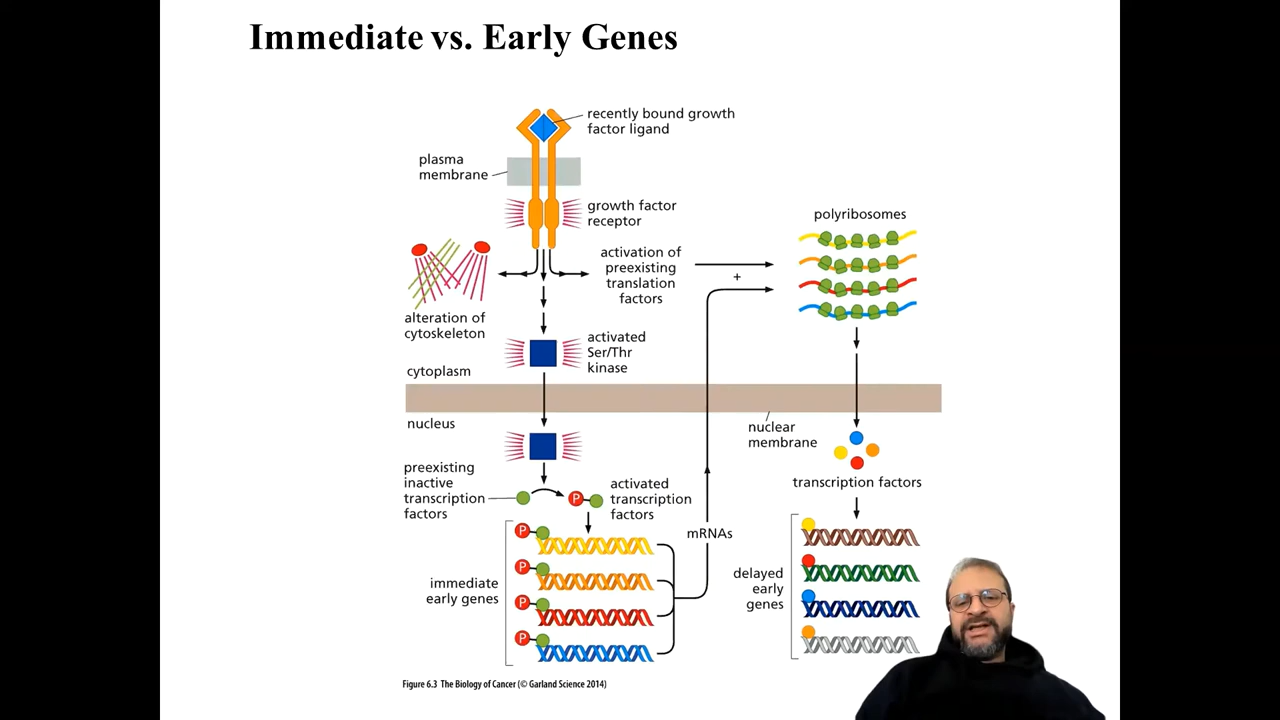 Immediate vs. Early Genes
recently bound growth
factor ligand
plasma
membrane
growth factor
receptor
polyribosomes
activation of
preexisting
translation
factors
+
alteration of
cytoskeleton
activated
Ser/Thr
kinase
cytoplasm
nucleus
nuclear
membrane
preexisting
inactive
transcription
factors
P
activated
transcription
factors
transcription factors
mRNAs
P
P
P
P
immediate
early genes
delayed
early
genes
Figure 6.3 The Biology of Cancer (© Garland Science 2014)